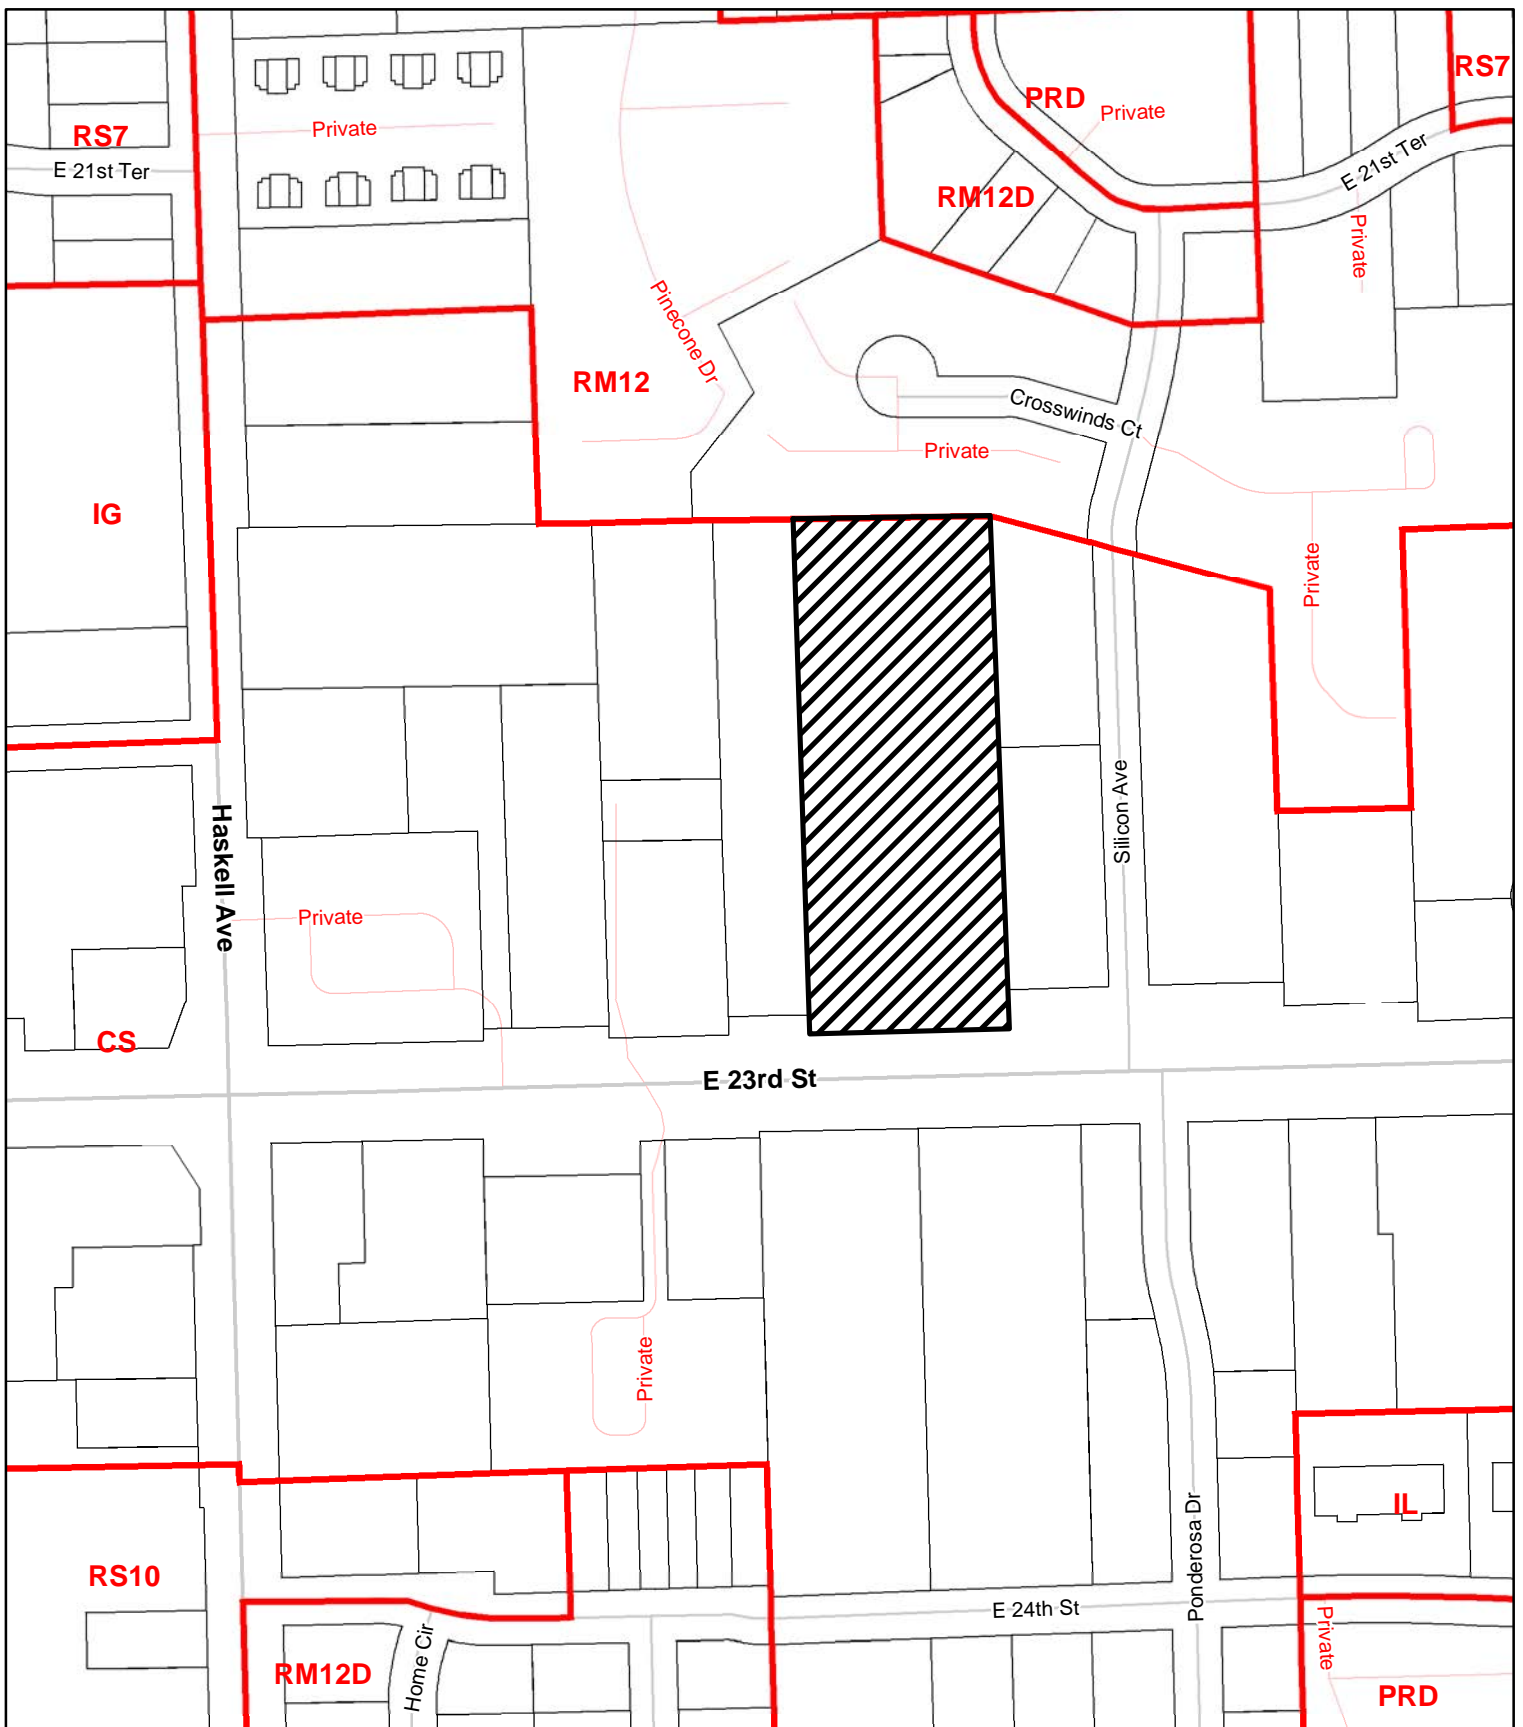 RS7
PRD
Private
RS7
Private
E 21st Ter
E 21st Ter
RM12D
Private
Pinecone Dr
RM12
Crosswinds Ct
Private
IG
Private
Silicon Ave
Haskell Ave
Private
CS
E 23rd St
Private
IL
Ponderosa Dr
RS10
E 24th St
Private
Home Cir
RM12D
PRD